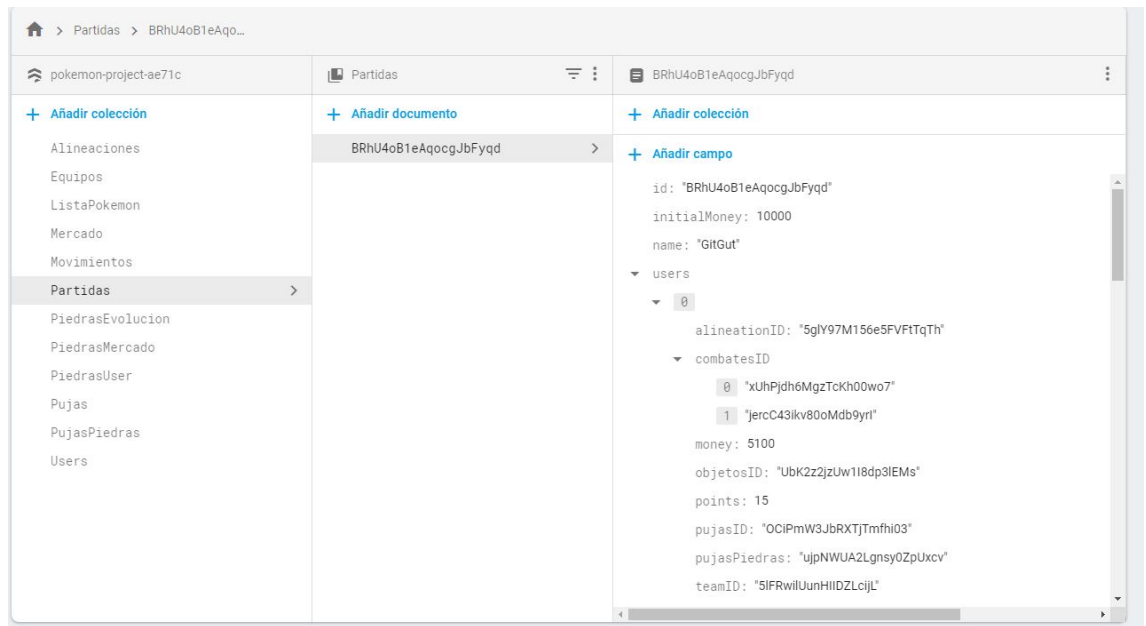 Partidas > BRhU4oB1eAqo...
pokemon-project-ae71c
Añadir colección
Alineaciones
Equipos
ListaPokemon
Mercado
Movimientos
Partidas
PiedrasEvolucion
PiedrasMercado
PiedrasUser
Pujas
PujasPiedras
Users
Partidas
Añadir documento
BRhU4oB1eAqocgJbFyqd
BRhU4oB1eAqocgJbFyqd
Añadir colección
Añadir campo
id: "BRhU4oB1eAqocgJbFyqd"
initialMoney: 10000
name: "GitGut"
users
0
alineationID: "5glY97M156e5FVFtTqTh"
combatesID
0 "xUhPjdh6MgzTcKh00wo7"
1 "jercC43ikv80oMdb9yrI"
money: 5100
objetosID: "UbK2z2jzUw1I8dp3lEMs"
points: 15
pujasID: "OCiPmW3JbRXTjTmfhi03"
pujasPiedras: "ujpNWUA2Lgnsy0ZpUxcv"
teamID: "5lFRwilUunHIIDZLcijL"